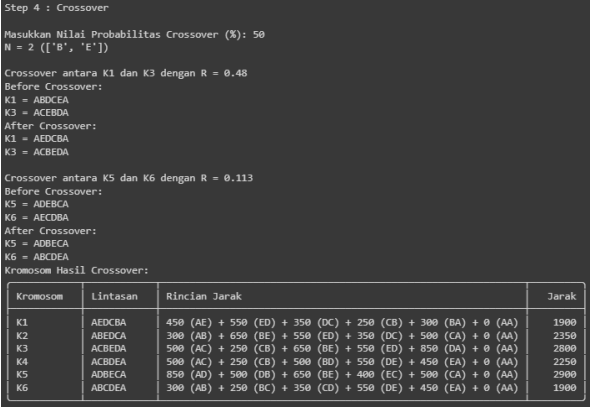 Step 4 : Crossover
Masukkan Nilai Probabilitas Crossover (%): 50
N = 2 (['B', 'E'])
Crossover antara K1 dan K3 dengan R = 0.48
Before Crossover:
K1 = ABDCEA
K3 = ACEBDA
After Crossover:
K1 = AEDCBA
K3 = ACBEDA
Crossover antara K5 dan K6 dengan R = 0.113
Before Crossover:
K5 = ADEBCA
K6 = AECDBA
After Crossover:
K5 = ADBECA
K6 = ABCDEA
Kromosom Hasil Crossover:
Kromosom Lintasan Rincian Jarak Jarak
K1 AEDCBA 450 (AE) + 550 (ED) + 350 (DC) + 250 (CB) + 300 (BA) + 0 (AA) 1900
K2 ABEDCA 300 (AB) + 650 (BE) + 550 (ED) + 350 (DC) + 500 (CA) + 0 (AA) 2350
K3 ACBEDA 500 (AC) + 250 (CB) + 650 (BE) + 550 (ED) + 850 (DA) + 0 (AA) 2800
K4 ACBDEA 500 (AC) + 250 (CB) + 500 (BD) + 550 (DE) + 450 (EA) + 0 (AA) 2250
K5 ADBECA 850 (AD) + 500 (DB) + 650 (BE) + 400 (EC) + 500 (CA) + 0 (AA) 2900
K6 ABCDEA 300 (AB) + 250 (BC) + 350 (CD) + 550 (DE) + 450 (EA) + 0 (AA) 1900